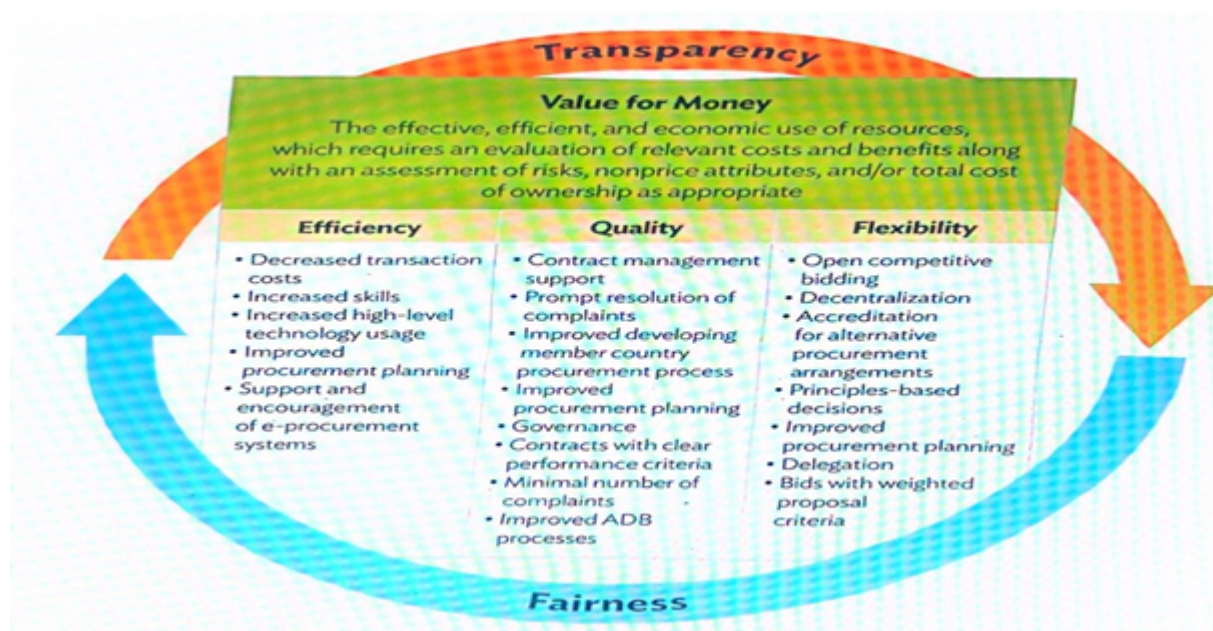 Transparency
Value for Money
The effective, efficient, and economic use of resources,
which requires an evaluation of relevant costs and benefits along
with an assessment of risks, nonprice attributes, and/or total cost
of ownership as appropriate
Efficiency
• Decreased transaction
costs
• Increased skills
• Increased high-level
technology usage
• Improved
procurement planning
• Support and
encouragement
of e-procurement
systems
Quality
• Contract management
support
• Prompt resolution of
complaints
• Improved developing
member country
procurement process
• Improved
procurement planning
• Governance
• Contracts with clear
performance criteria
• Minimal number of
complaints
• Improved ADB
processes
Flexibility
• Open competitive
bidding
• Decentralization
• Accreditation
for alternative
procurement
arrangements
• Principles-based
decisions
• Improved
procurement planning
• Delegation
• Bids with weighted
proposal
criteria
Fairness